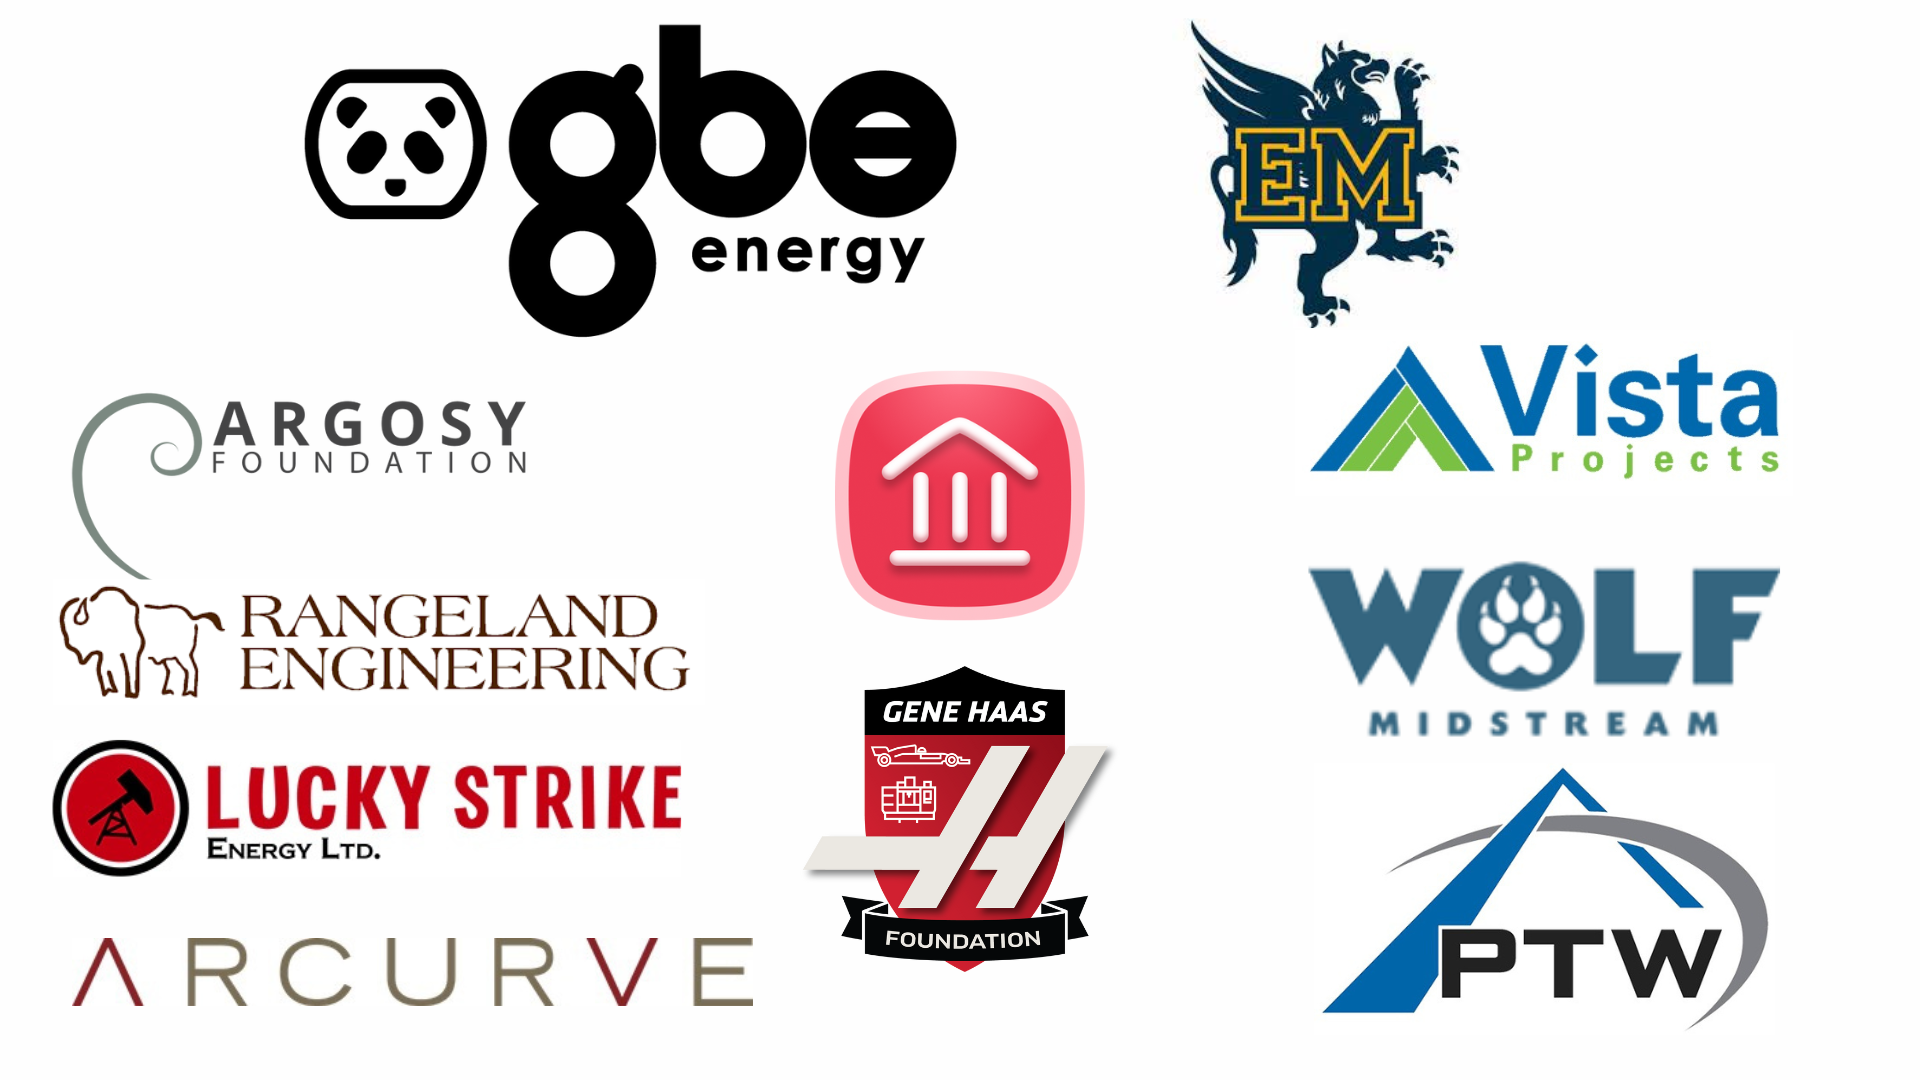 gbe
energy
EM
ARGOSY
FOUNDATION
Vista
Projects
RANGELAND
ENGINEERING
WOLF
MIDSTREAM
GENE HAAS
FOUNDATION
LUCKY STRIKE
ENERGY LTD.
PTW
ARCURVE